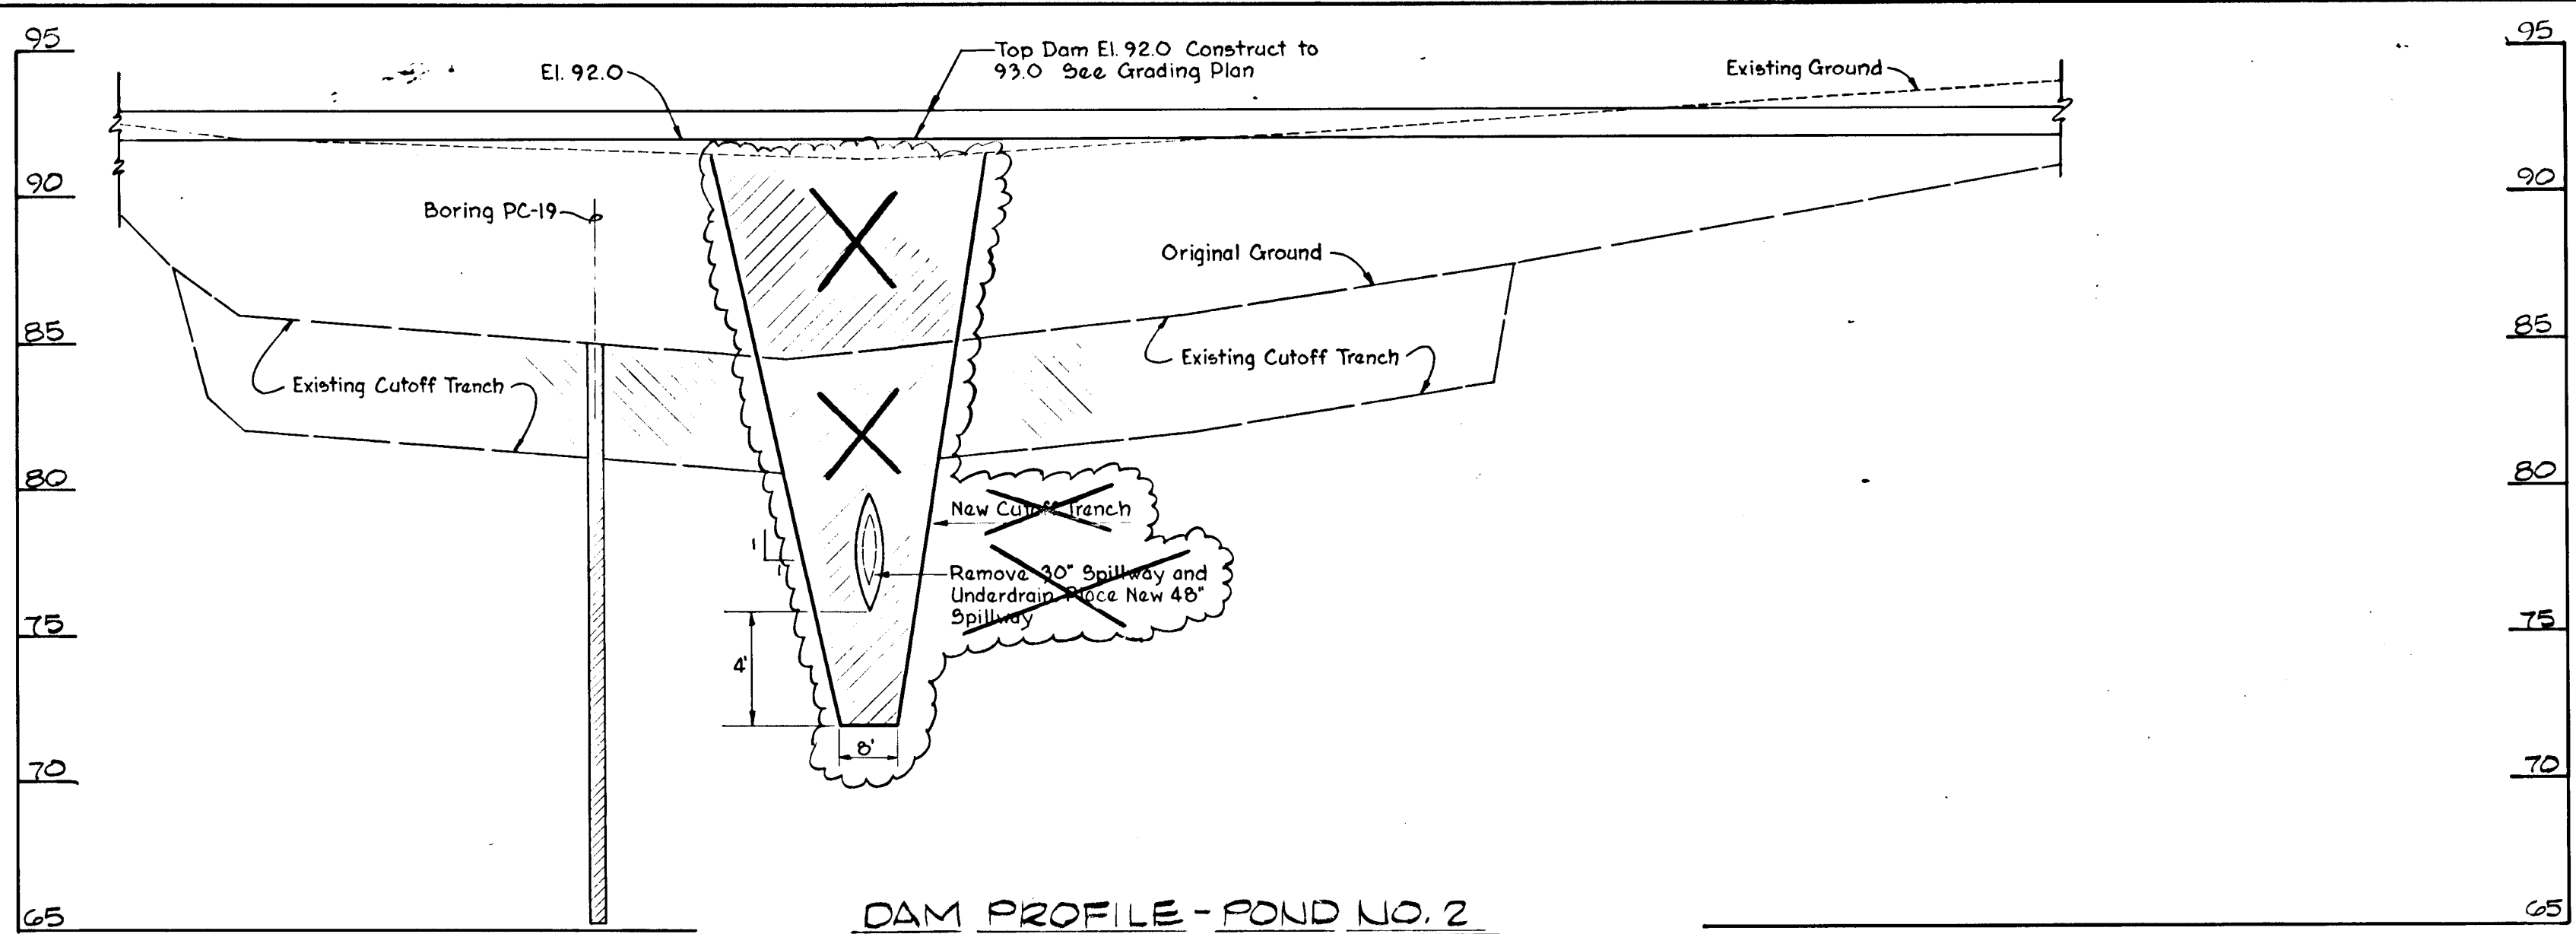 95
95
El. 92.0
Top Dam El. 92.0 Construct to
93.0 See Grading Plan
Existing Ground
90
90
Boring PC-19
Original Ground
85
85
Existing Cutoff Trench
Existing Cutoff Trench
80
80
New Cutoff Trench
1
1
Remove 30" Spillway and
Underdrain Place New 48"
Spillway
75
75
4'
8'
70
70
65
65
DAM PROFILE - POND NO. 2